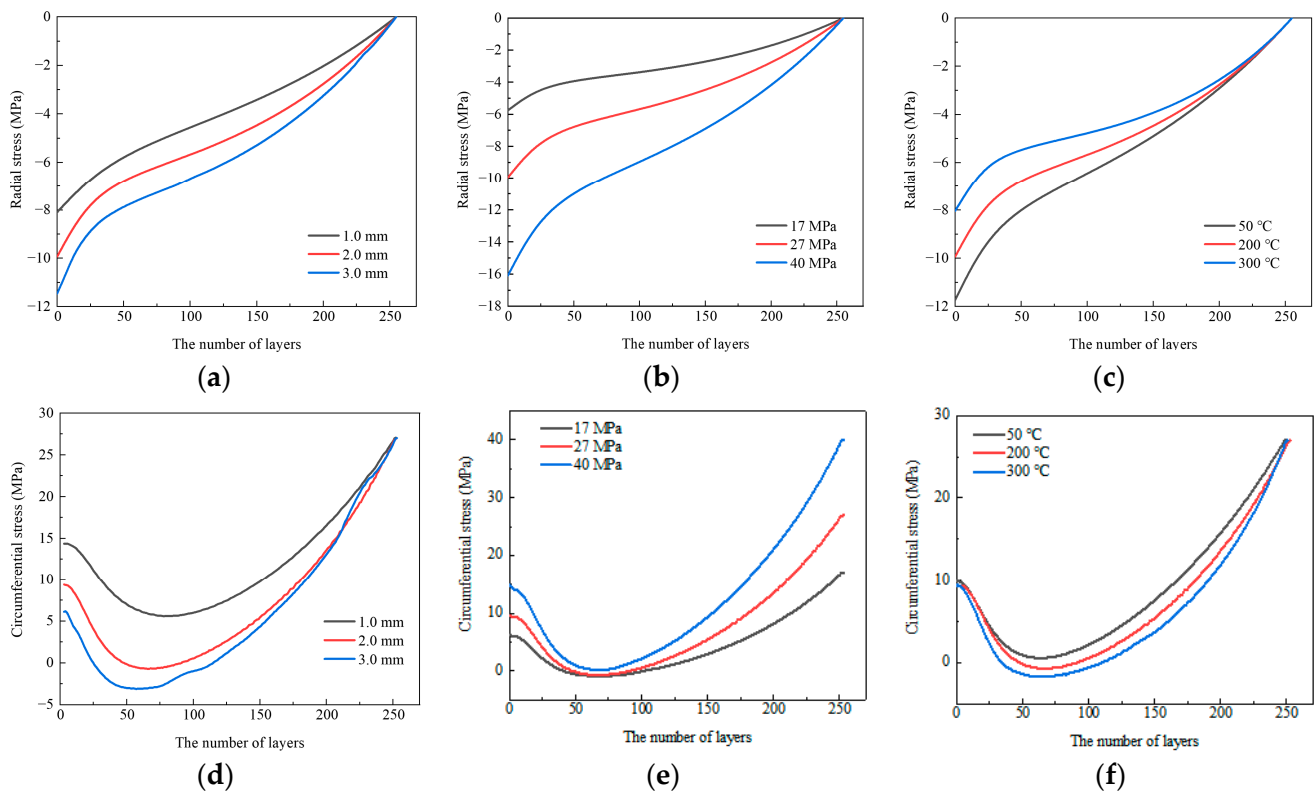 0
−2
−4
−6
−8
−10
−12
Radial stress (MPa)
1.0 mm
2.0 mm
3.0 mm
0 50 100 150 200 250
The number of layers
(a)
0
−2
−4
−6
−8
−10
−12
−14
−16
−18
Radial stress (MPa)
17 MPa
27 MPa
40 MPa
0 50 100 150 200 250
The number of layers
(b)
0
−2
−4
−6
−8
−10
−12
Radial stress (MPa)
50 °C
200 °C
300 °C
0 50 100 150 200 250
The number of layers
(c)
30
25
20
15
10
5
0
−5
Circumferential stress (MPa)
1.0 mm
2.0 mm
3.0 mm
0 50 100 150 200 250
The number of layers
(d)
40
30
20
10
0
Circumferential stress (MPa)
17 MPa
27 MPa
40 MPa
0 50 100 150 200 250
The number of layers
(e)
30
20
10
0
Circumferential stress (MPa)
50 °C
200 °C
300 °C
0 50 100 150 200 250
The number of layers
(f)